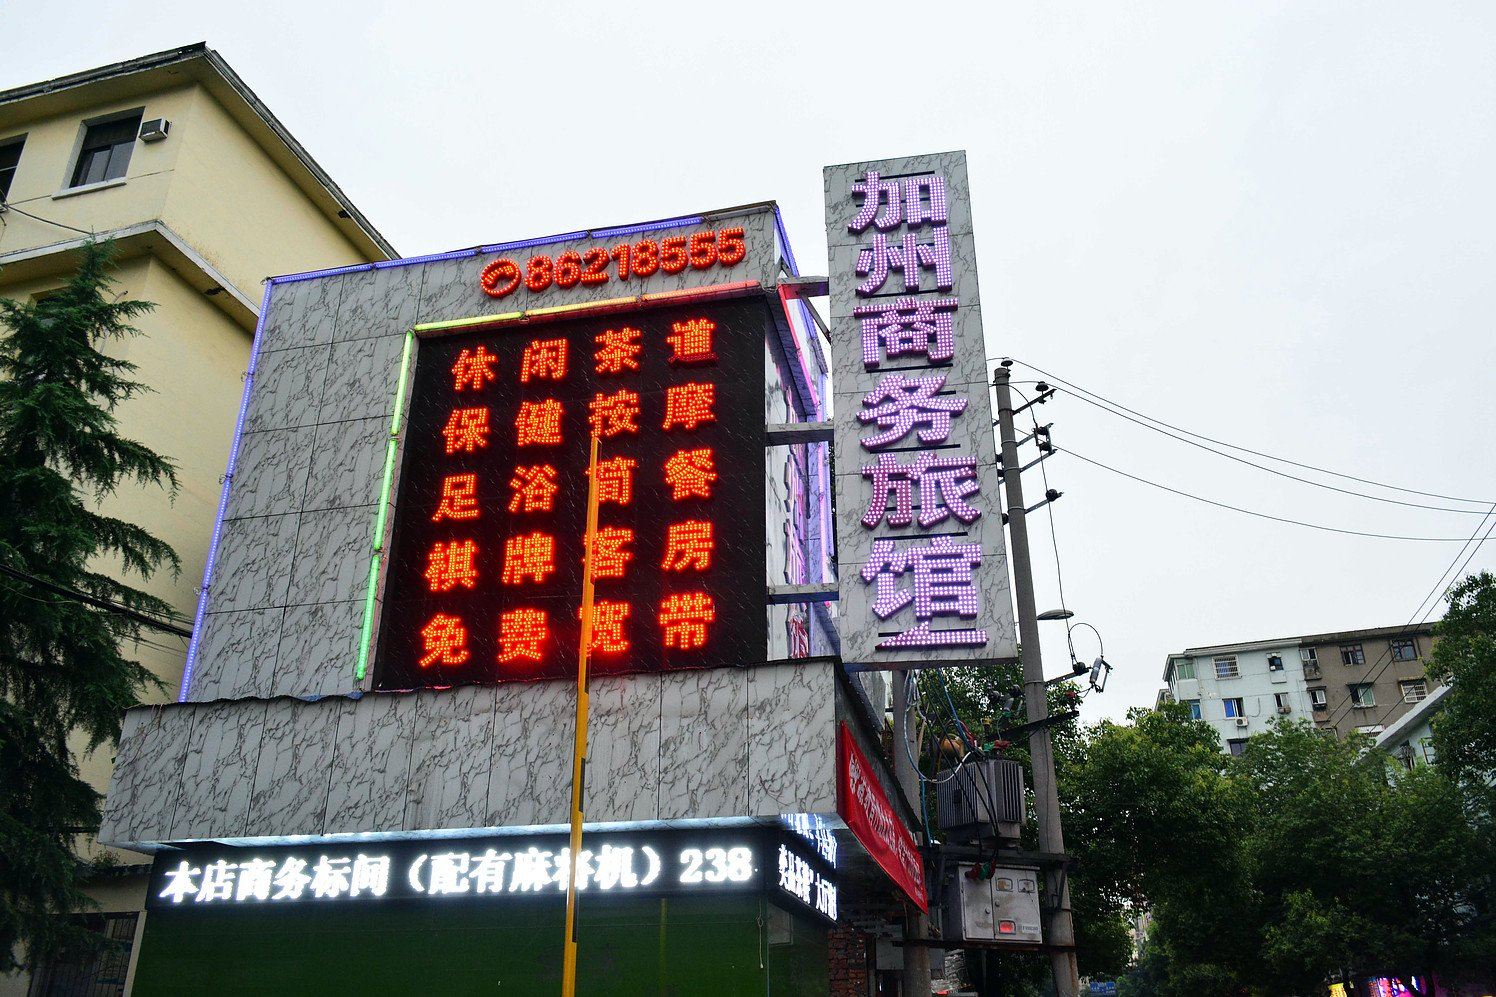 86218555
休闲茶道
保健按摩
足浴简餐
棋牌客房
免费宽带
加州商务旅馆
本店商务标间（配有麻将机）238